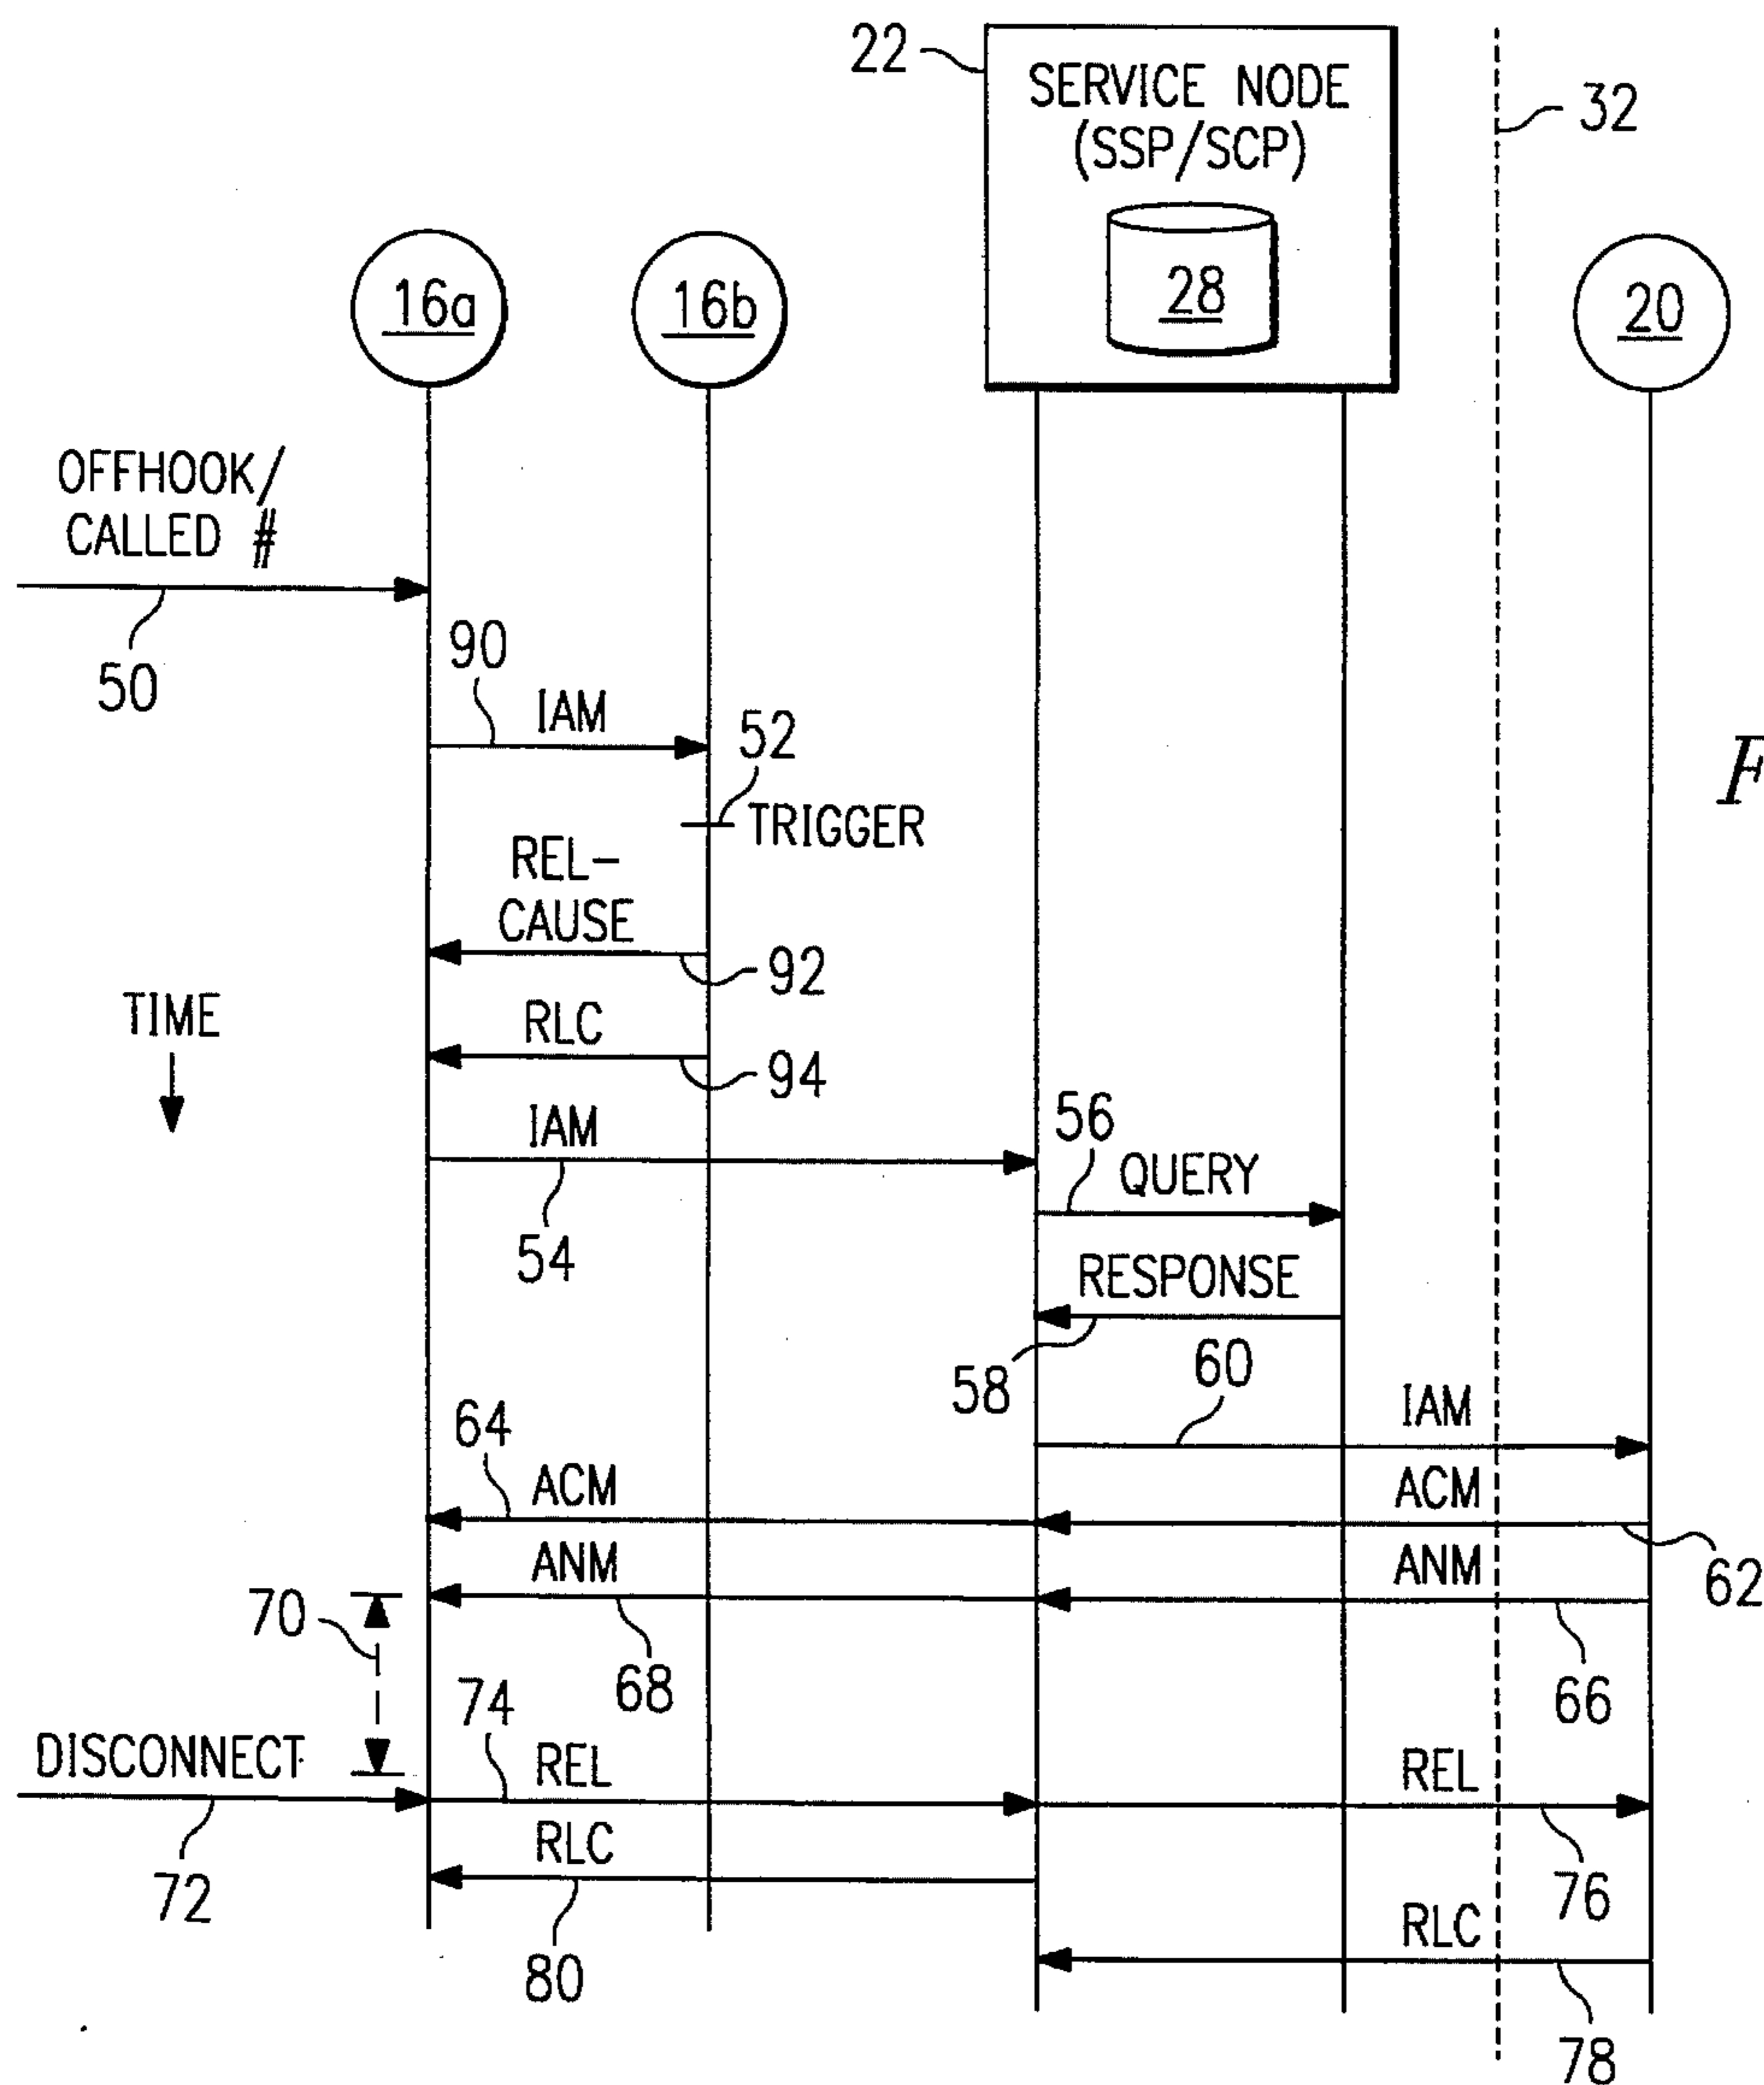 22
SERVICE NODE
(SSP/SCP)
28
32
16a
16b
20
OFFHOOK/
CALLED #
50
90
IAM
52
TRIGGER
F
REL-
CAUSE
92
TIME
RLC
94
IAM
54
56
QUERY
RESPONSE
58
60
IAM
64
ACM
ACM
62
ANM
ANM
70
68
66
DISCONNECT
74
REL
REL
72
76
RLC
80
RLC
78